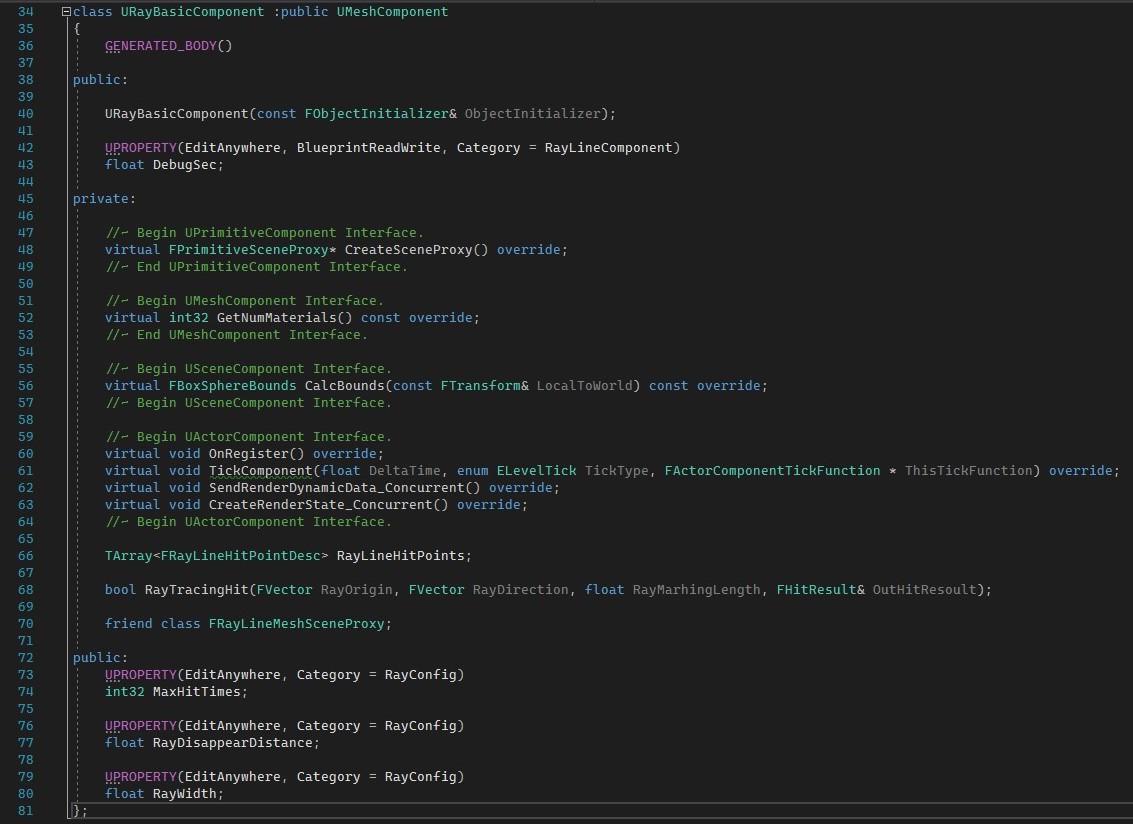 34 class URayBasicComponent :public UMeshComponent
35 {
36 GENERATED_BODY()
37
38 public:
39
40 URayBasicComponent(const FObjectInitializer& ObjectInitializer);
41
42 UPROPERTY(EditAnywhere, BlueprintReadWrite, Category = RayLineComponent)
43 float DebugSec;
44
45 private:
46
47 //~ Begin UPrimitiveComponent Interface.
48 virtual FPrimitiveSceneProxy* CreateSceneProxy() override;
49 //~ End UPrimitiveComponent Interface.
50
51 //~ Begin UMeshComponent Interface.
52 virtual int32 GetNumMaterials() const override;
53 //~ End UMeshComponent Interface.
54
55 //~ Begin USceneComponent Interface.
56 virtual FBoxSphereBounds CalcBounds(const FTransform& LocalToWorld) const override;
57 //~ Begin USceneComponent Interface.
58
59 //~ Begin UActorComponent Interface.
60 virtual void OnRegister() override;
61 virtual void TickComponent(float DeltaTime, enum ELevelTick TickType, FActorComponentTickFunction * ThisTickFunction) override;
62 virtual void SendRenderDynamicData_Concurrent() override;
63 virtual void CreateRenderState_Concurrent() override;
64 //~ Begin UActorComponent Interface.
65
66 TArray<FRayLineHitPointDesc> RayLineHitPoints;
67
68 bool RayTracingHit(FVector RayOrigin, FVector RayDirection, float RayMarhingLength, FHitResult& OutHitResoult);
69
70 friend class FRayLineMeshSceneProxy;
71
72 public:
73 UPROPERTY(EditAnywhere, Category = RayConfig)
74 int32 MaxHitTimes;
75
76 UPROPERTY(EditAnywhere, Category = RayConfig)
77 float RayDisappearDistance;
78
79 UPROPERTY(EditAnywhere, Category = RayConfig)
80 float RayWidth;
81 };